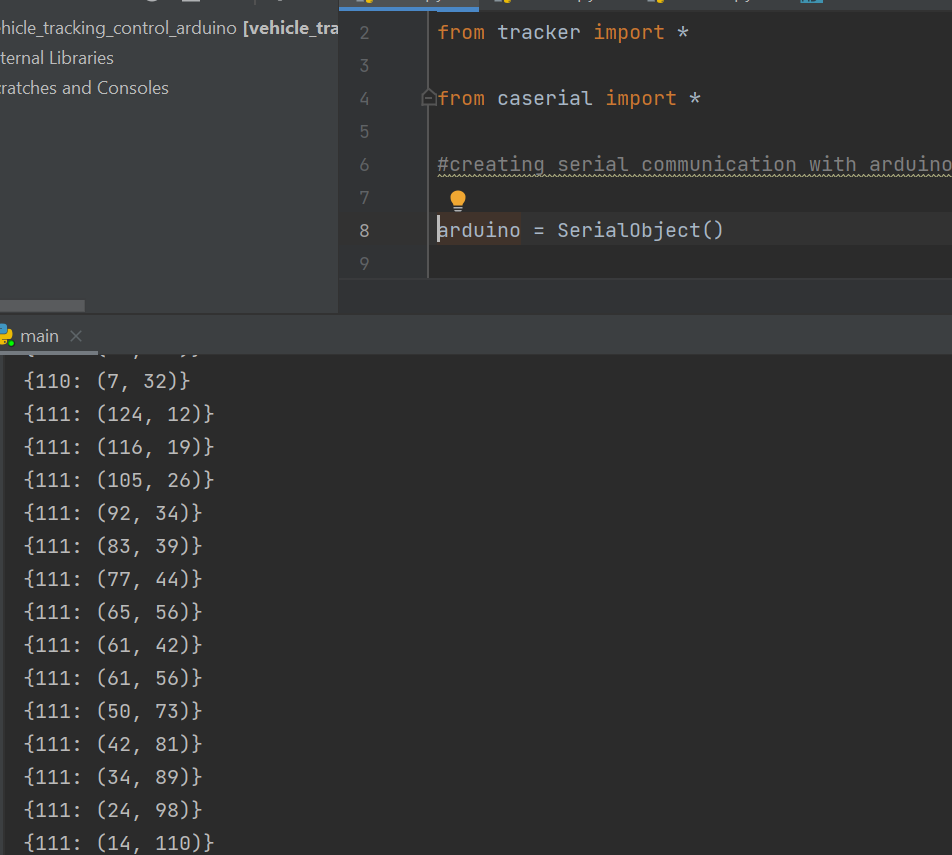 hicle_tracking_control_arduino [vehicle_tra
ternal Libraries
ratches and Consoles
2 from tracker import *
3
4 from caserial import *
5
6 #creating serial communication with arduino
7
8 arduino = SerialObject()
9
main
{110: (7, 32)}
{111: (124, 12)}
{111: (116, 19)}
{111: (105, 26)}
{111: (92, 34)}
{111: (83, 39)}
{111: (77, 44)}
{111: (65, 56)}
{111: (61, 42)}
{111: (61, 56)}
{111: (50, 73)}
{111: (42, 81)}
{111: (34, 89)}
{111: (24, 98)}
{111: (14, 110)}